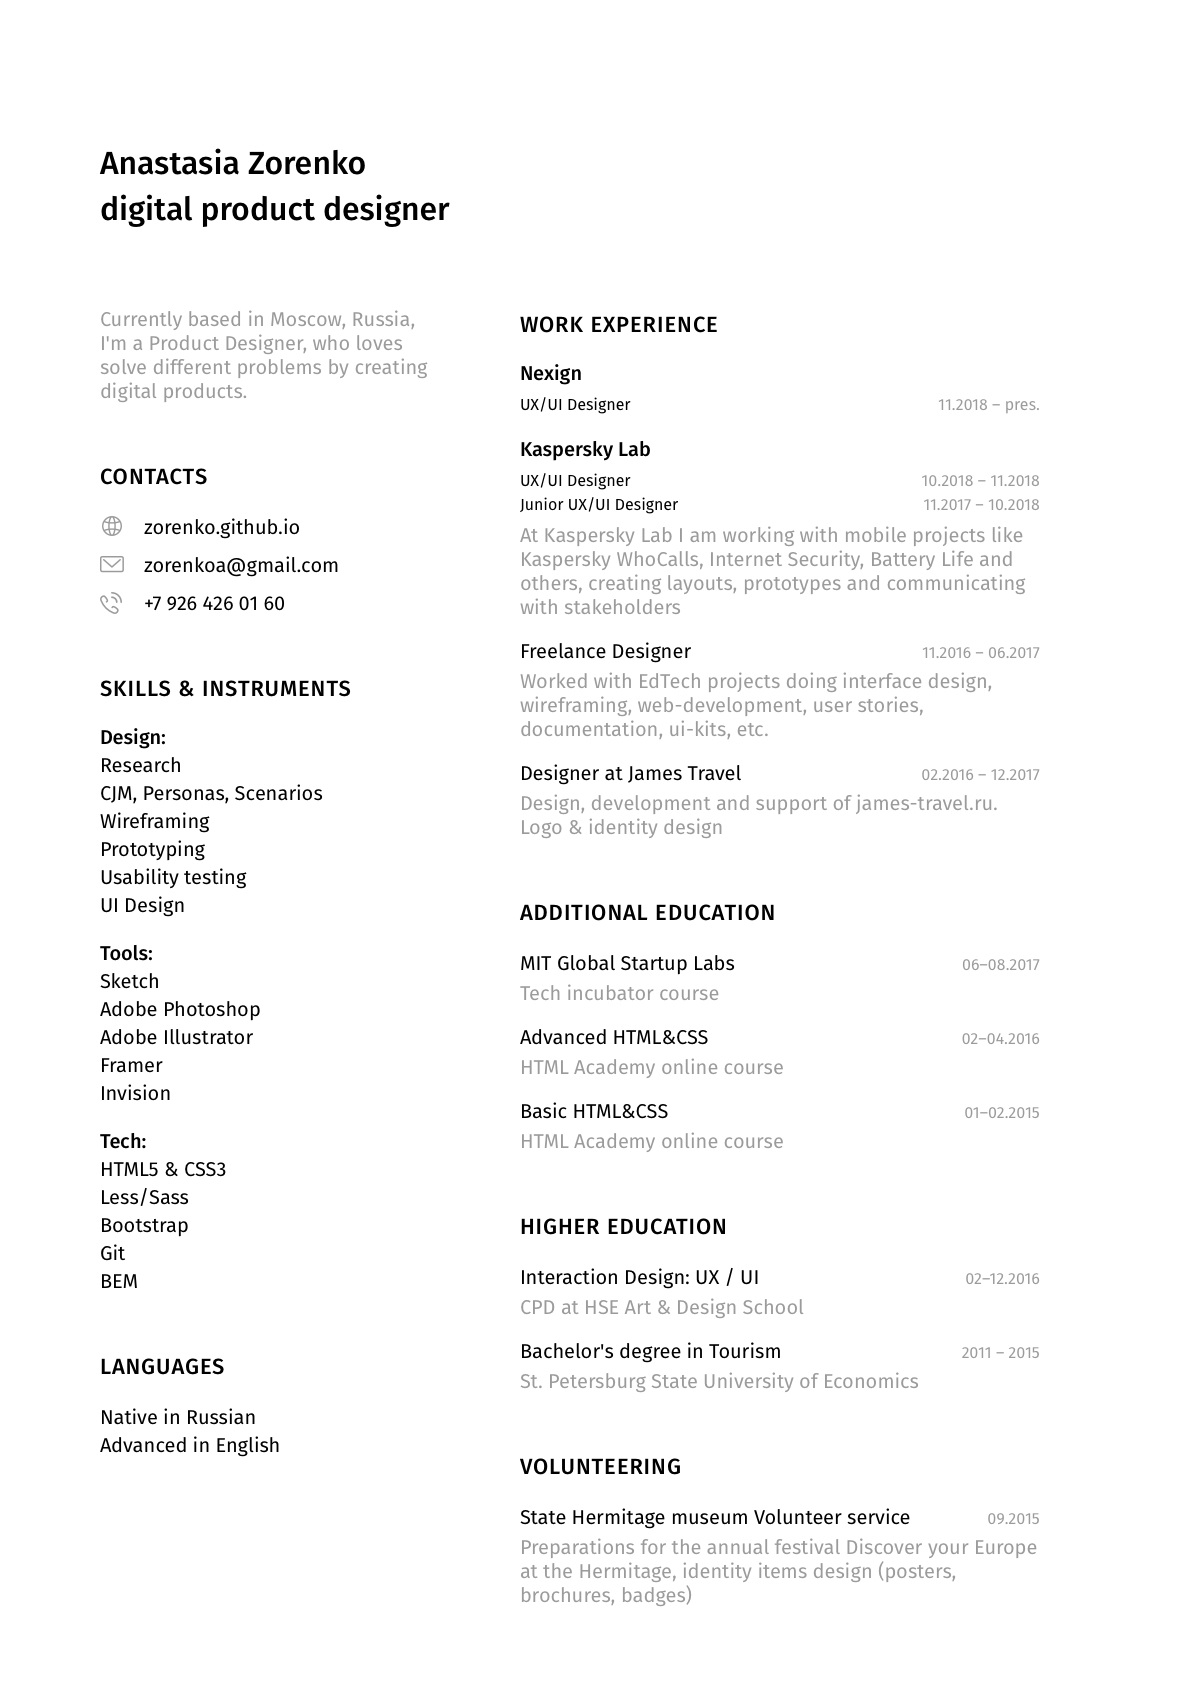 Anastasia Zorenko
digital product designer
Currently based in Moscow, Russia,
I'm a Product Designer, who loves
solve different problems by creating
digital products.
CONTACTS
zorenko.github.io
zorenkoa@gmail.com
+7 926 426 01 60
SKILLS & INSTRUMENTS
Design:
Research
CJM, Personas, Scenarios
Wireframing
Prototyping
Usability testing
UI Design
Tools:
Sketch
Adobe Photoshop
Adobe Illustrator
Framer
Invision
Tech:
HTML5 & CSS3
Less/Sass
Bootstrap
Git
BEM
LANGUAGES
Native in Russian
Advanced in English
WORK EXPERIENCE
Nexign
UX/UI Designer 11.2018 – pres.
Kaspersky Lab
UX/UI Designer 10.2018 – 11.2018
Junior UX/UI Designer 11.2017 – 10.2018
At Kaspersky Lab I am working with mobile projects like
Kaspersky WhoCalls, Internet Security, Battery Life and
others, creating layouts, prototypes and communicating
with stakeholders
Freelance Designer 11.2016 – 06.2017
Worked with EdTech projects doing interface design,
wireframing, web-development, user stories,
documentation, ui-kits, etc.
Designer at James Travel 02.2016 – 12.2017
Design, development and support of james-travel.ru.
Logo & identity design
ADDITIONAL EDUCATION
MIT Global Startup Labs 06–08.2017
Tech incubator course
Advanced HTML&CSS 02–04.2016
HTML Academy online course
Basic HTML&CSS 01–02.2015
HTML Academy online course
HIGHER EDUCATION
Interaction Design: UX / UI 02–12.2016
CPD at HSE Art & Design School
Bachelor's degree in Tourism 2011 – 2015
St. Petersburg State University of Economics
VOLUNTEERING
State Hermitage museum Volunteer service 09.2015
Preparations for the annual festival Discover your Europe
at the Hermitage, identity items design (posters,
brochures, badges)